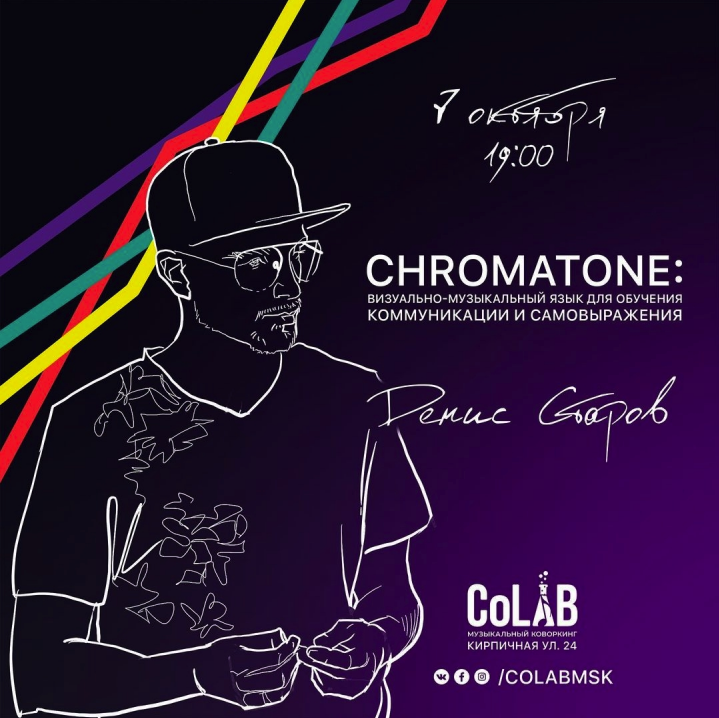 7 октября
19:00
CHROMATONE:
ВИЗУАЛЬНО-МУЗЫКАЛЬНЫЙ ЯЗЫК ДЛЯ ОБУЧЕНИЯ
КОММУНИКАЦИИ И САМОВЫРАЖЕНИЯ
Денис Старов
CoLAB
МУЗЫКАЛЬНЫЙ КОВОРКИНГ
КИРПИЧНАЯ УЛ. 24
/COLABMSK